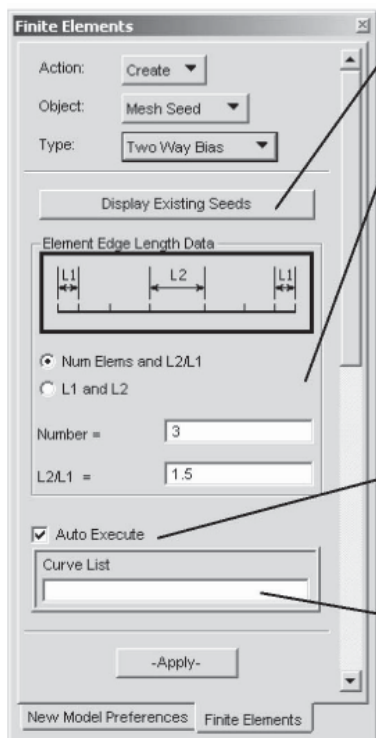 Finite Elements
Action: Create
Object: Mesh Seed
Type: Two Way Bias
Display Existing Seeds
Element Edge Length Data
L1 L2 L1
Num Elems and L2/L1
L1 and L2
Number = 3
L2/L1 = 1.5
Auto Execute
Curve List
-Apply-
New Model Preferences Finite Elements